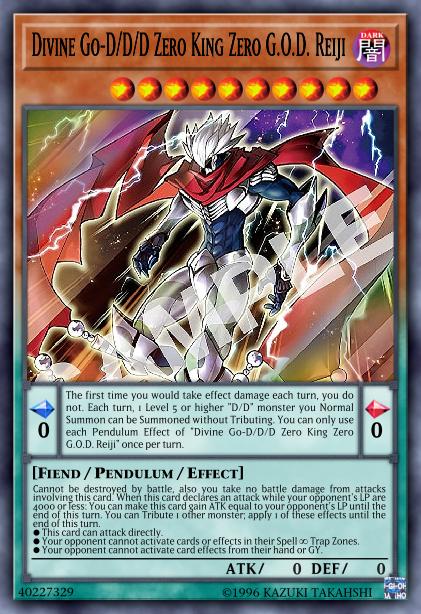 Divine Go-D/D/D Zero King Zero G.O.D. Reiji
DARK
闇
SAMPLE
The first time you would take effect damage each turn, you do
not. Each turn, 1 Level 5 or higher "D/D" monster you Normal
Summon can be Summoned without Tributing. You can only use
each Pendulum Effect of "Divine Go-D/D/D Zero King Zero
G.O.D. Reiji" once per turn.
0
0
[Fiend / Pendulum / Effect]
Cannot be destroyed by battle, also you take no battle damage from attacks
involving this card. When this card declares an attack while your opponent's LP are
4000 or less: You can make this card gain ATK equal to your opponent's LP until the
end of this turn. You can Tribute 1 other monster; apply 1 of these effects until the
end of this turn.
● This card can attack directly.
● Your opponent cannot activate cards or effects in their Spell ∞ Trap Zones.
● Your opponent cannot activate card effects from their hand or GY.
ATK/ 0 DEF/ 0
40227329
©1996 KAZUKI TAKAHSHI